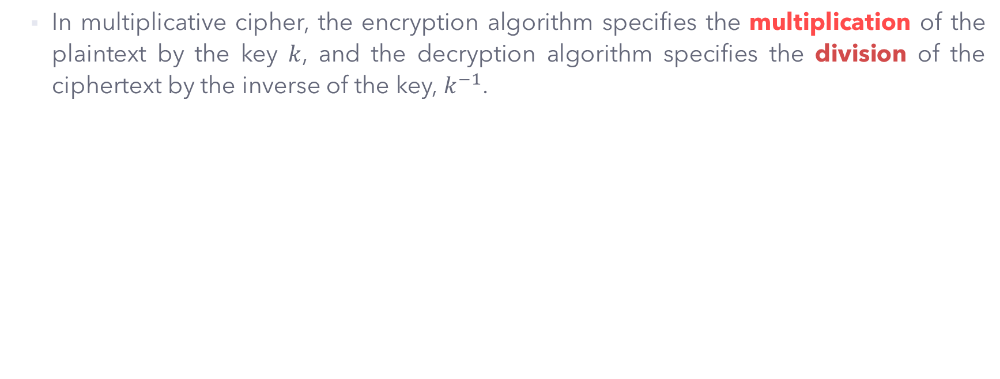 In multiplicative cipher, the encryption algorithm specifies the multiplication of the
plaintext by the key k, and the decryption algorithm specifies the division of the
ciphertext by the inverse of the key, k⁻¹.